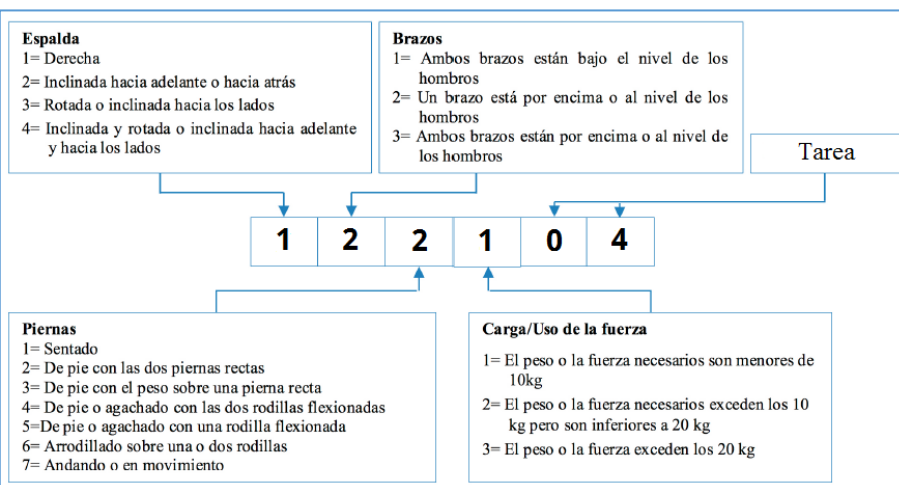 Espalda
1= Derecha
2= Inclinada hacia adelante o hacia atrás
3= Rotada o inclinada hacia los lados
4= Inclinada y rotada o inclinada hacia adelante
y hacia los lados
Brazos
1= Ambos brazos están bajo el nivel de los
hombros
2= Un brazo está por encima o al nivel de los
hombros
3= Ambos brazos están por encima o al nivel de
los hombros
Tarea
1 2 2 1 0 4
Piernas
1= Sentado
2= De pie con las dos piernas rectas
3= De pie con el peso sobre una pierna recta
4= De pie o agachado con las dos rodillas flexionadas
5=De pie o agachado con una rodilla flexionada
6= Arrodillado sobre una o dos rodillas
7= Andando o en movimiento
Carga/Uso de la fuerza
1= El peso o la fuerza necesarios son menores de
10kg
2= El peso o la fuerza necesarios exceden los 10
kg pero son inferiores a 20 kg
3= El peso o la fuerza exceden los 20 kg